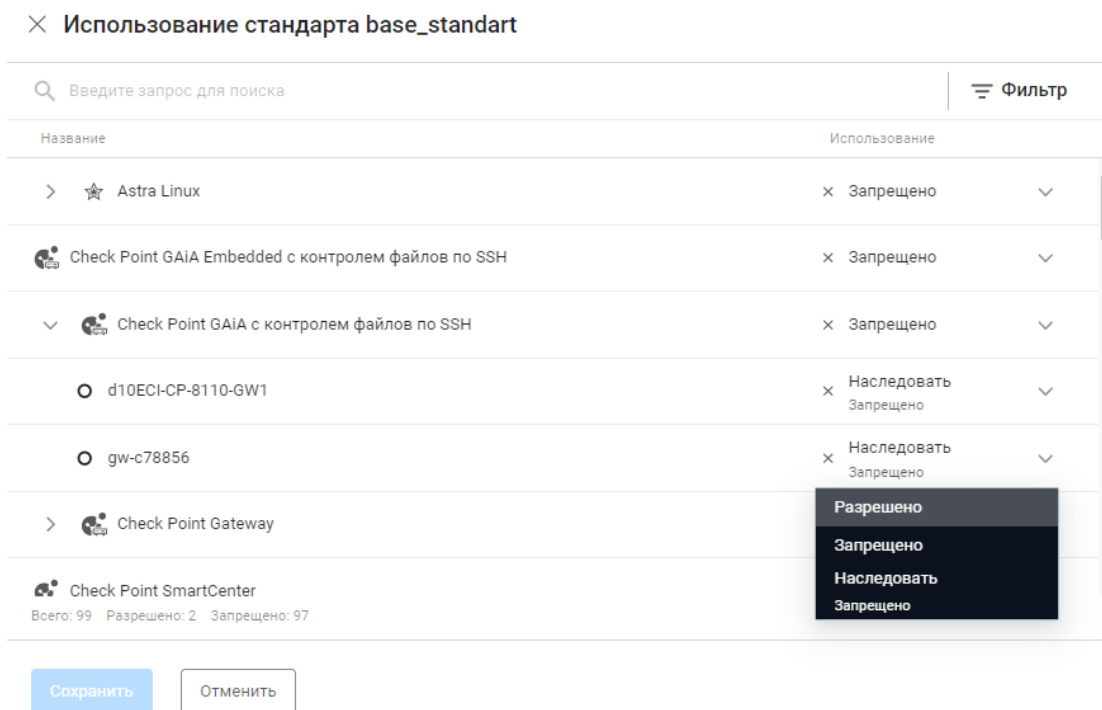 Использование стандарта base_standart
Введите запрос для поиска
Фильтр
Название Использование
Astra Linux Запрещено
Check Point GAiA Embedded с контролем файлов по SSH Запрещено
Check Point GAiA с контролем файлов по SSH Запрещено
d10ECI-CP-8110-GW1 Наследовать
Запрещено
gw-c78856 Наследовать
Запрещено
Разрешено
Check Point Gateway
Запрещено
Наследовать
Check Point SmartCenter
Запрещено
Всего: 99 Разрешено: 2 Запрещено: 97
Сохранить Отменить